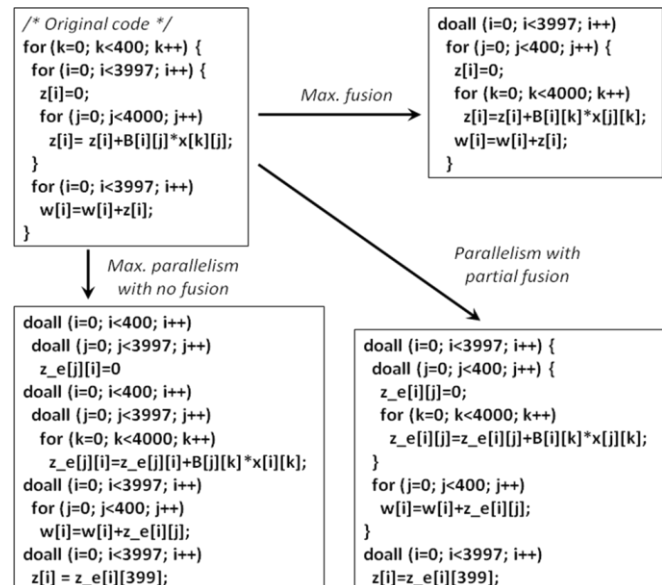 /* Original code */
for (k=0; k<400; k++) {
for (i=0; i<3997; i++) {
z[i]=0;
for (j=0; j<4000; j++)
z[i]= z[i]+B[i][j]*x[k][j];
}
for (i=0; i<3997; i++)
w[i]=w[i]+z[i];
}
Max. fusion
doall (i=0; i<3997; i++)
for (j=0; j<400; j++) {
z[i]=0;
for (k=0; k<4000; k++)
z[i]=z[i]+B[i][k]*x[j][k];
w[i]=w[i]+z[i];
}
Max. parallelism
with no fusion
Parallelism with
partial fusion
doall (i=0; i<400; i++)
doall (j=0; j<3997; j++)
z_e[j][i]=0
doall (i=0; i<400; i++)
doall (j=0; j<3997; j++)
for (k=0; k<4000; k++)
z_e[j][i]=z_e[j][i]+B[j][k]*x[i][k];
doall (i=0; i<3997; i++)
for (j=0; j<400; j++)
w[i]=w[i]+z_e[i][j];
doall (i=0; i<3997; i++)
z[i] = z_e[i][399];
doall (i=0; i<3997; i++) {
doall (j=0; j<400; j++) {
z_e[i][j]=0;
for (k=0; k<4000; k++)
z_e[i][j]=z_e[i][j]+B[i][k]*x[j][k];
}
for (j=0; j<400; j++)
w[i]=w[i]+z_e[i][j];
}
doall (i=0; i<3997; i++)
z[i]=z_e[i][399];